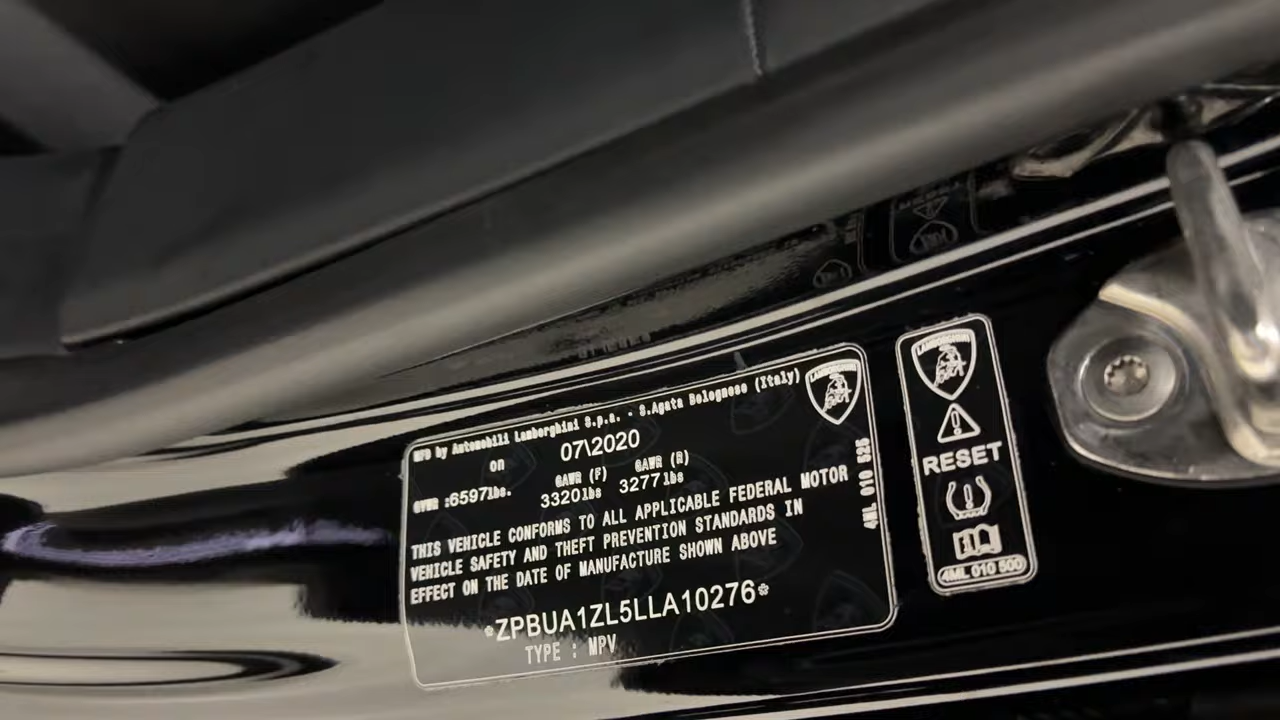 MFD by Automobili Lamborghini S.p.a. - S.Agata Bolognese (Italy)
LAMBORGHINI
on 07\2020
GAWR (F) GAWR (R)
GVWR :6597lbs. 3320lbs 3277lbs
THIS VEHICLE CONFORMS TO ALL APPLICABLE FEDERAL MOTOR
VEHICLE SAFETY AND THEFT PREVENTION STANDARDS IN
EFFECT ON THE DATE OF MANUFACTURE SHOWN ABOVE
*ZPBUA1ZL5LLA10276*
TYPE : MPV
4ML 010 525
LAMBORGHINI
RESET
4ML 010 500